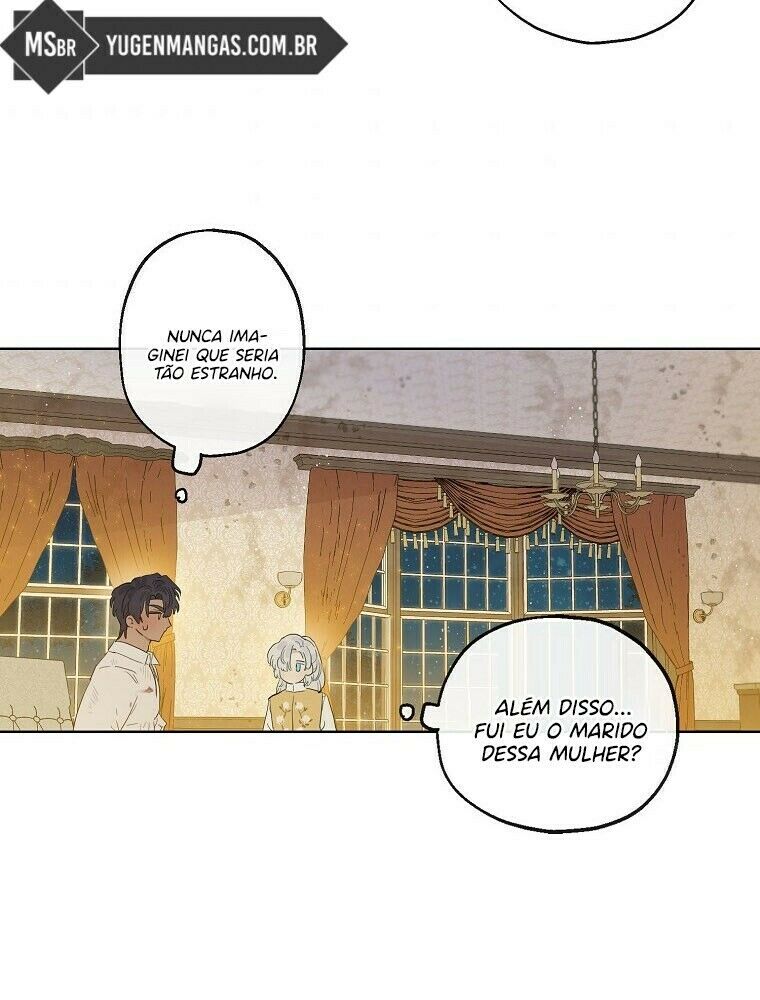 MSBR YUGENMANGAS.COM.BR
NUNCA IMA-
GINEI QUE SERIA
TÃO ESTRANHO.
ALÉM DISSO...
FUI EU O MARIDO
DESSA MULHER?